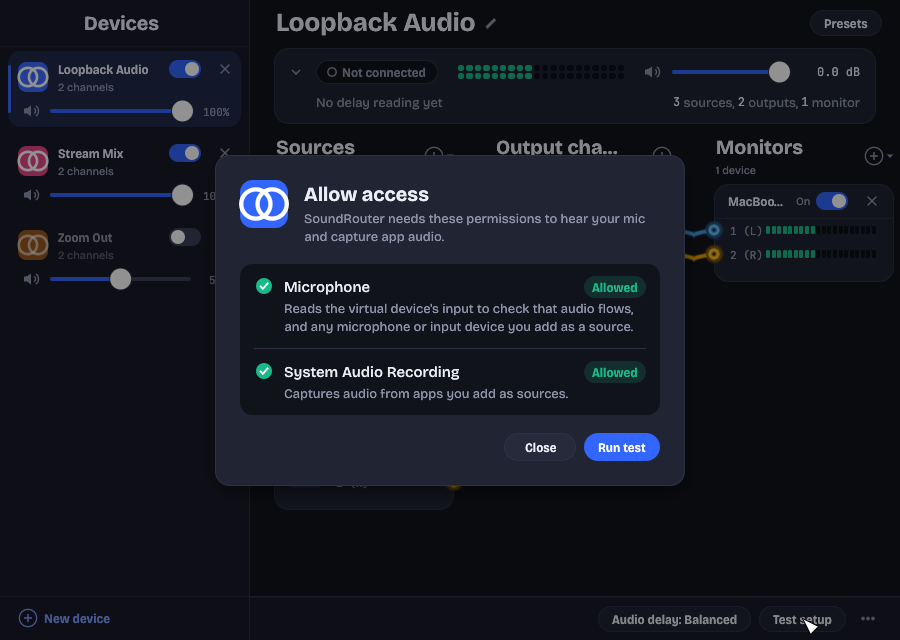 Devices
Loopback Audio
2 channels
100%
Stream Mix
2 channels
Zoom Out
2 channels
New device
Loopback Audio
Presets
Not connected
0.0 dB
No delay reading yet
3 sources, 2 outputs, 1 monitor
Sources
Output cha...
Monitors
1 device
MacBoo...
On
1 (L)
2 (R)
Allow access
SoundRouter needs these permissions to hear your mic
and capture app audio.
Microphone
Allowed
Reads the virtual device's input to check that audio flows,
and any microphone or input device you add as a source.
System Audio Recording
Allowed
Captures audio from apps you add as sources.
Close
Run test
Audio delay: Balanced
Test setup